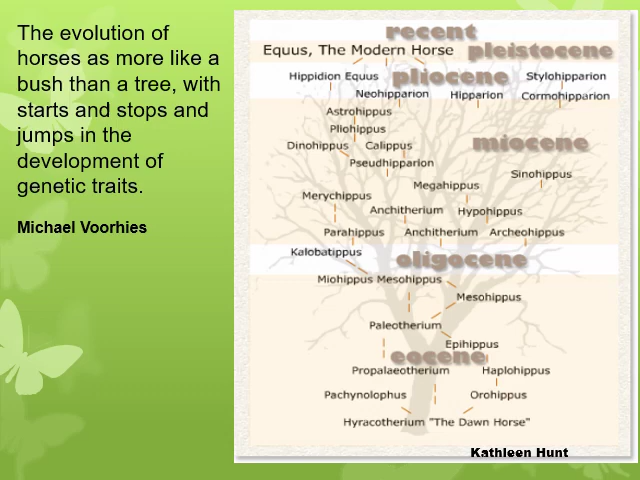 The evolution of
horses as more like a
bush than a tree, with
starts and stops and
jumps in the
development of
genetic traits.
Michael Voorhies
recent
Equus, The Modern Horse
pleistocene
Hippidion Equus
pliocene
Stylohipparion
Neohipparion
Hipparion
Cormohipparion
Astrohippus
Pliohippus
miocene
Dinohippus
Calippus
Pseudhipparion
Sinohippus
Megahippus
Merychippus
Anchitherium
Hypohippus
Parahippus
Anchitherium
Archeohippus
Kalobatippus
oligocene
Miohippus Mesohippus
Mesohippus
Paleotherium
Epihippus
eocene
Propalaeotherium
Haplohippus
Pachynolophus
Orohippus
Hyracotherium "The Dawn Horse"
Kathleen Hunt